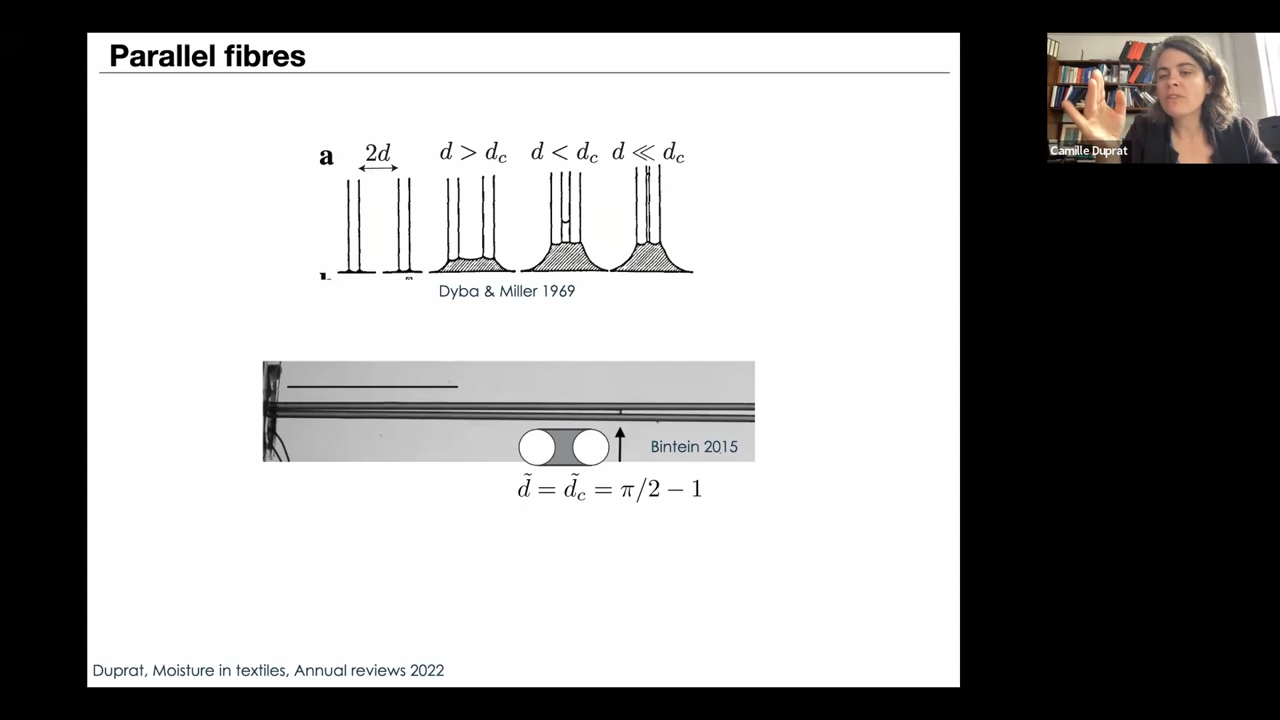 Parallel fibres
a
2d
d > d_c
d < d_c
d ≪ d_c
Dyba & Miller 1969
Bintein 2015
d̃ = d̃_c = π/2 − 1
Duprat, Moisture in textiles, Annual reviews 2022
Camille Duprat